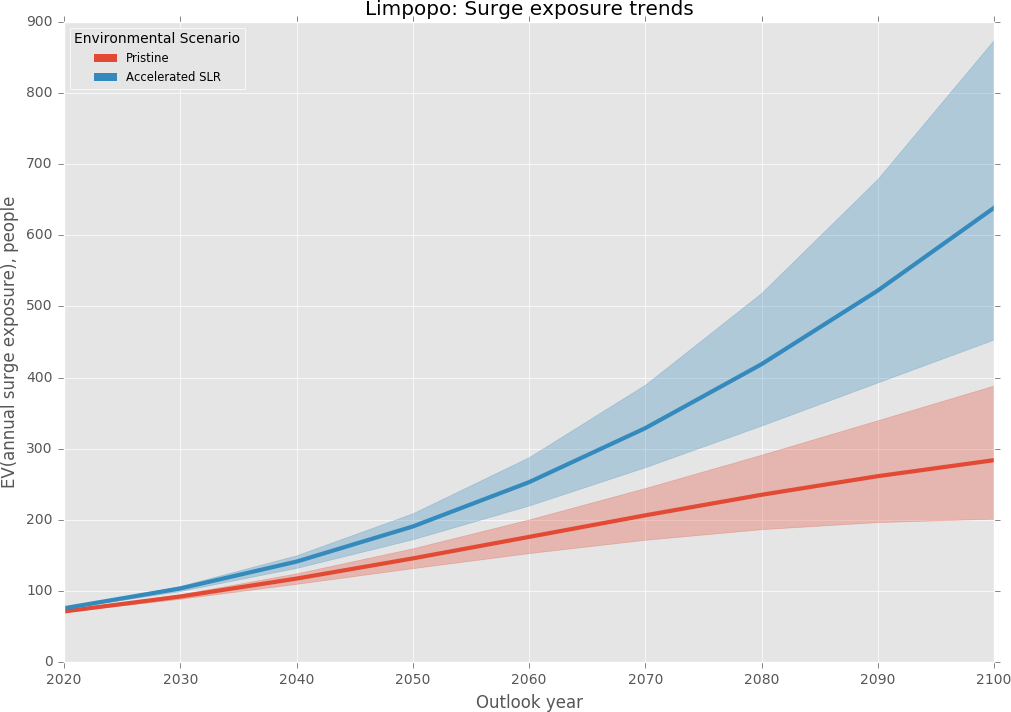 Limpopo: Surge exposure trends
Environmental Scenario
Pristine
Accelerated SLR
EV(annual surge exposure), people
900
800
700
600
500
400
300
200
100
0
2020 2030 2040 2050 2060 2070 2080 2090 2100
Outlook year